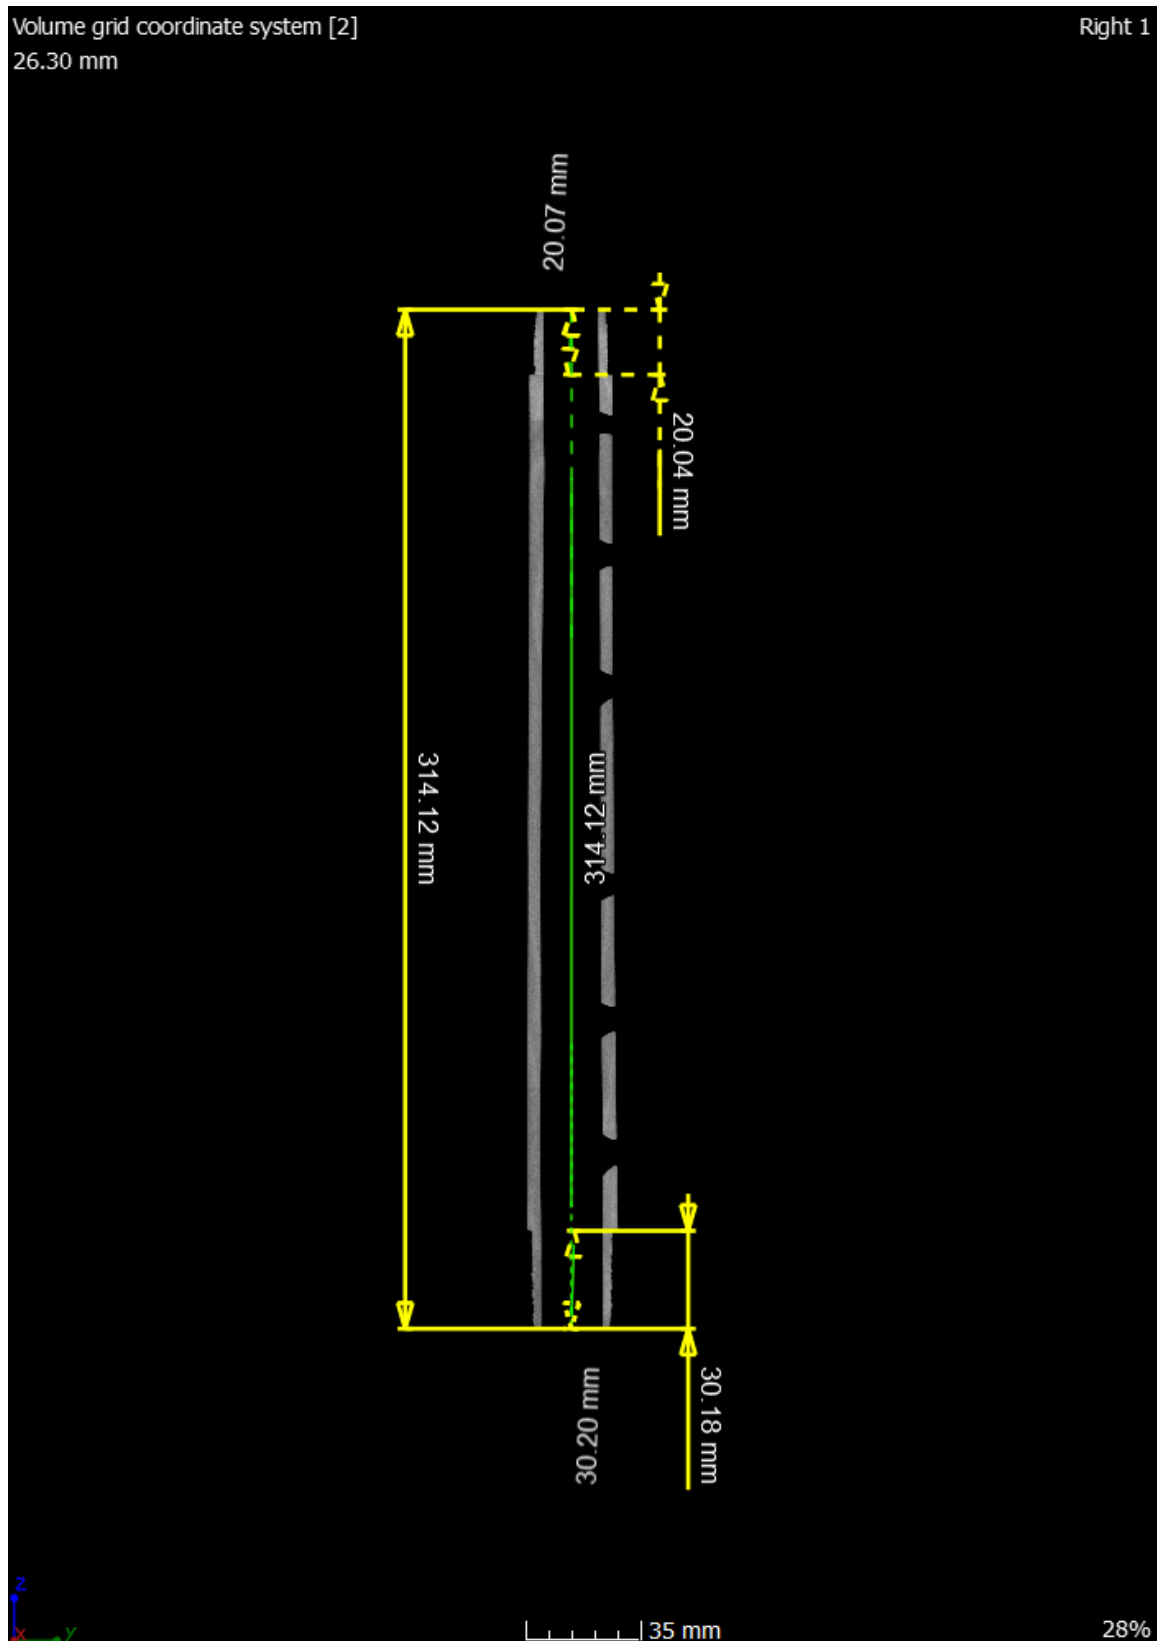 Volume grid coordinate system [2]
Right 1
26.30 mm
20.07 mm
20.04 mm
314.12 mm
314.12 mm
30.20 mm
30.18 mm
z
x
y
35 mm
28%